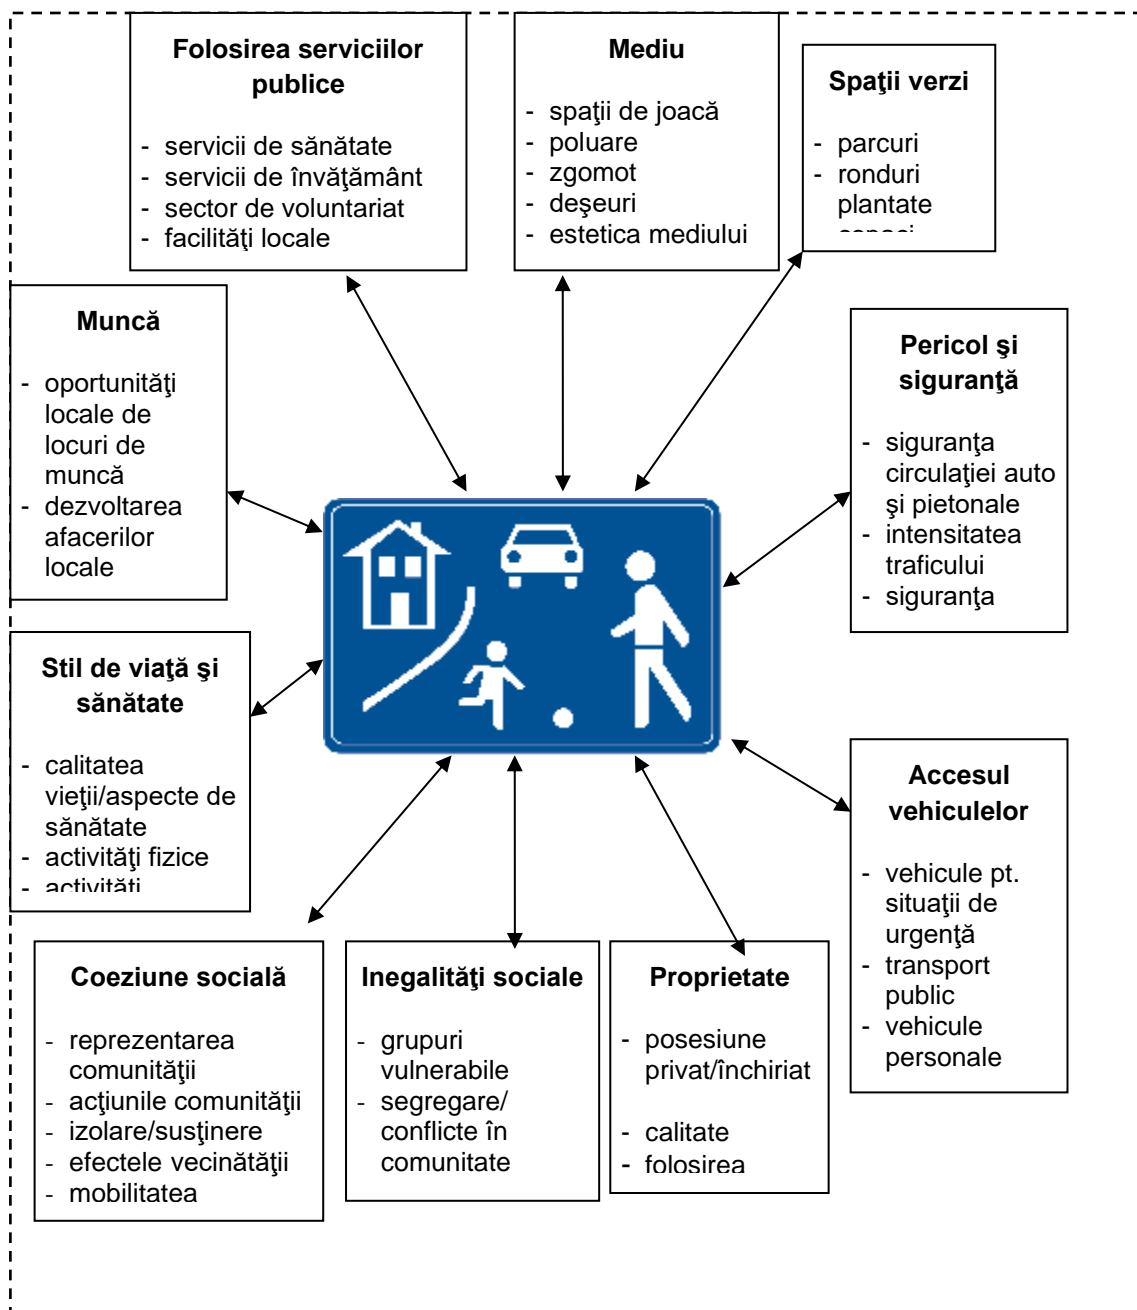 Folosirea serviciilor
publice
- servicii de sănătate
- servicii de învăţământ
- sector de voluntariat
- facilităţi locale
Mediu
- spaţii de joacă
- poluare
- zgomot
- deşeuri
- estetica mediului
Spaţii verzi
- parcuri
- ronduri
plantate
Muncă
- oportunităţi
locale de
locuri de
muncă
- dezvoltarea
afacerilor
locale
Pericol şi
siguranţă
- siguranţa
circulaţiei auto
şi pietonale
- intensitatea
traficului
- siguranţa
Stil de viaţă şi
sănătate
- calitatea
vieţii/aspecte de
sănătate
- activităţi fizice
- activităţi
Accesul
vehiculelor
- vehicule pt.
situaţii de
urgenţă
- transport
public
- vehicule
personale
Coeziune socială
- reprezentarea
comunităţii
- acţiunile comunităţii
- izolare/susţinere
- efectele vecinătăţii
- mobilitatea
Inegalităţi sociale
- grupuri
vulnerabile
- segregare/
conflicte în
comunitate
Proprietate
- posesiune
privat/închiriat
- calitate
- folosirea